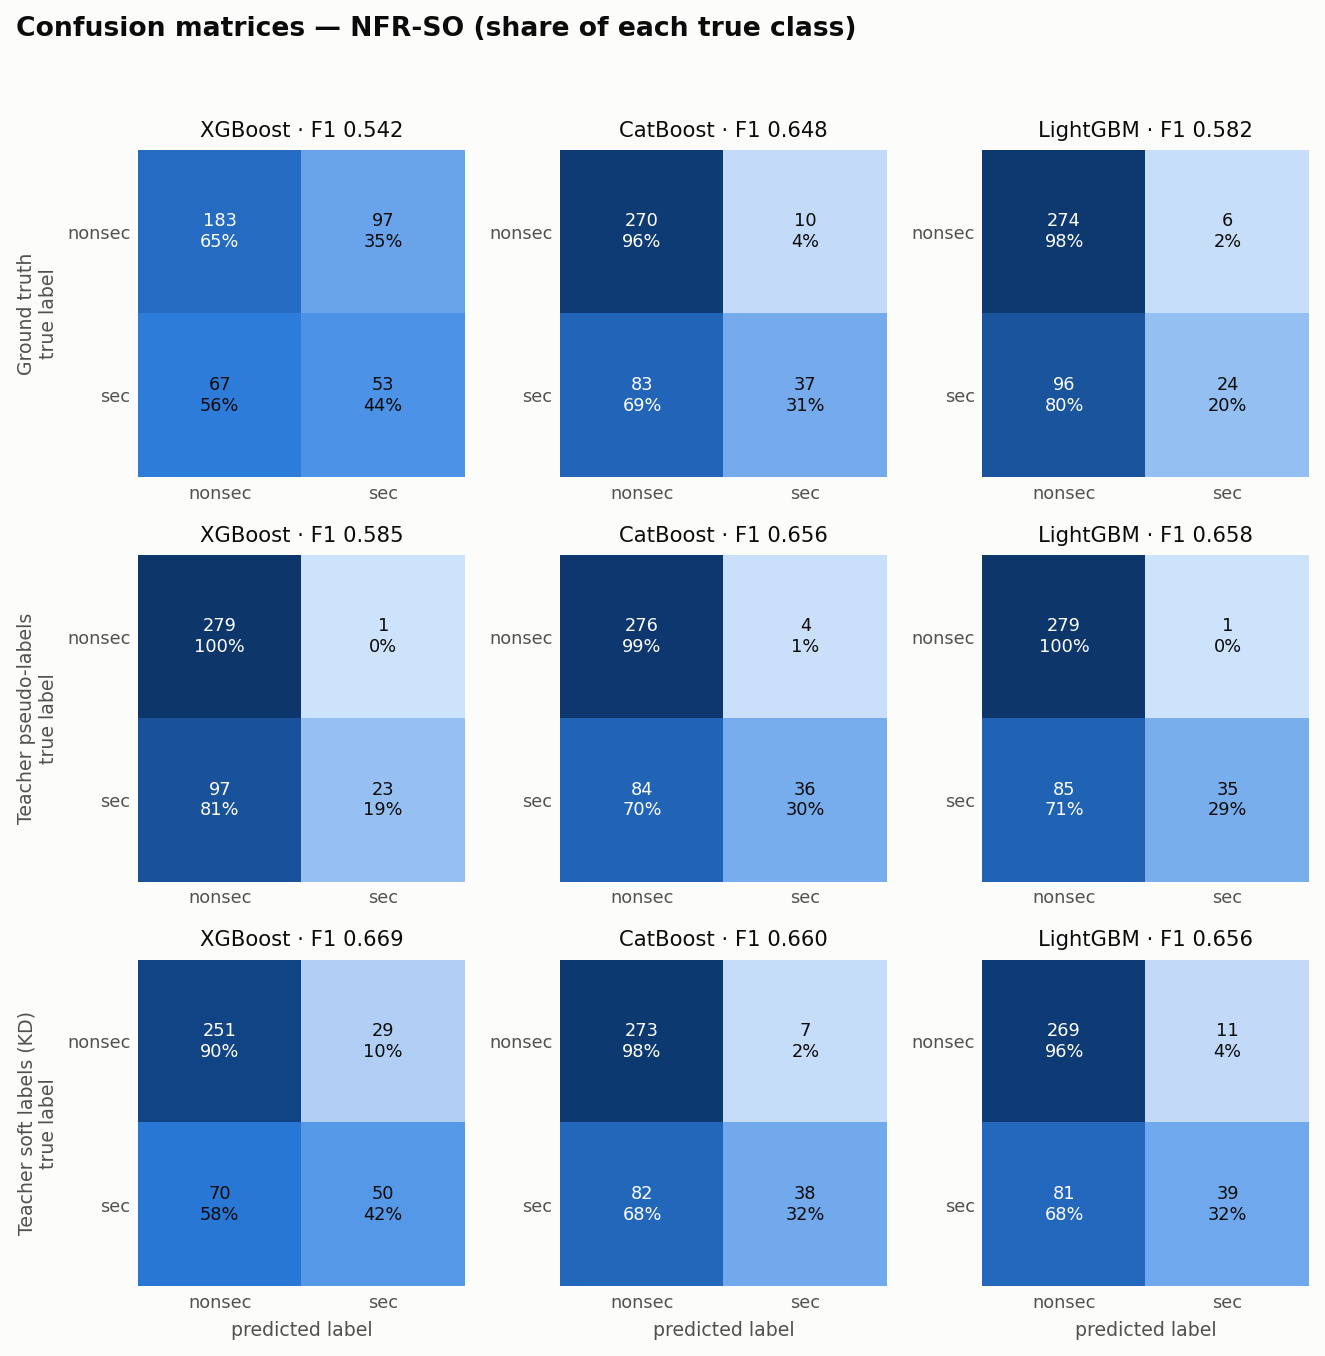 Confusion matrices — NFR-SO (share of each true class)
XGBoost · F1 0.542
CatBoost · F1 0.648
LightGBM · F1 0.582
Ground truth
true label
nonsec
183
65%
97
35%
sec
67
56%
53
44%
nonsec
sec
nonsec
270
96%
10
4%
sec
83
69%
37
31%
nonsec
sec
nonsec
274
98%
6
2%
sec
96
80%
24
20%
nonsec
sec
XGBoost · F1 0.585
CatBoost · F1 0.656
LightGBM · F1 0.658
Teacher pseudo-labels
true label
nonsec
279
100%
1
0%
sec
97
81%
23
19%
nonsec
sec
nonsec
276
99%
4
1%
sec
84
70%
36
30%
nonsec
sec
nonsec
279
100%
1
0%
sec
85
71%
35
29%
nonsec
sec
XGBoost · F1 0.669
CatBoost · F1 0.660
LightGBM · F1 0.656
Teacher soft labels (KD)
true label
nonsec
251
90%
29
10%
sec
70
58%
50
42%
nonsec
sec
predicted label
nonsec
273
98%
7
2%
sec
82
68%
38
32%
nonsec
sec
predicted label
nonsec
269
96%
11
4%
sec
81
68%
39
32%
nonsec
sec
predicted label